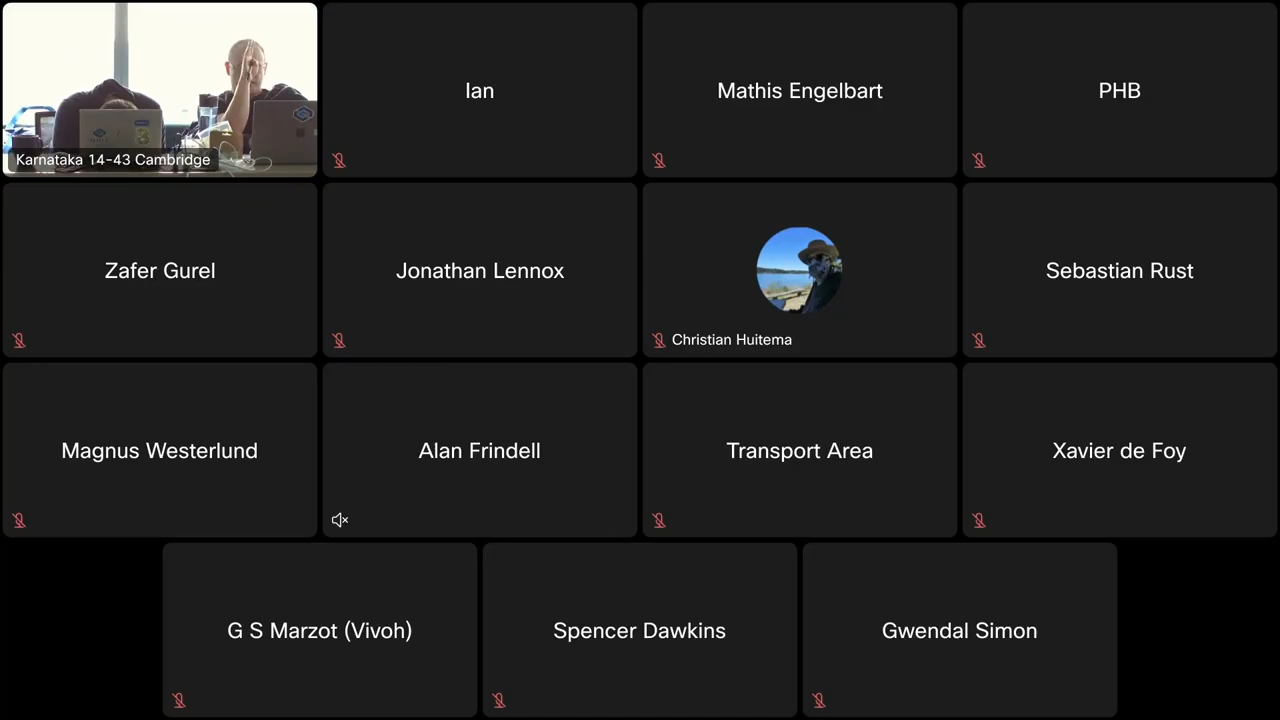 Karnataka 14-43 Cambridge
Ian
Mathis Engelbart
PHB
Zafer Gurel
Jonathan Lennox
Christian Huitema
Sebastian Rust
Magnus Westerlund
Alan Frindell
Transport Area
Xavier de Foy
G S Marzot (Vivoh)
Spencer Dawkins
Gwendal Simon